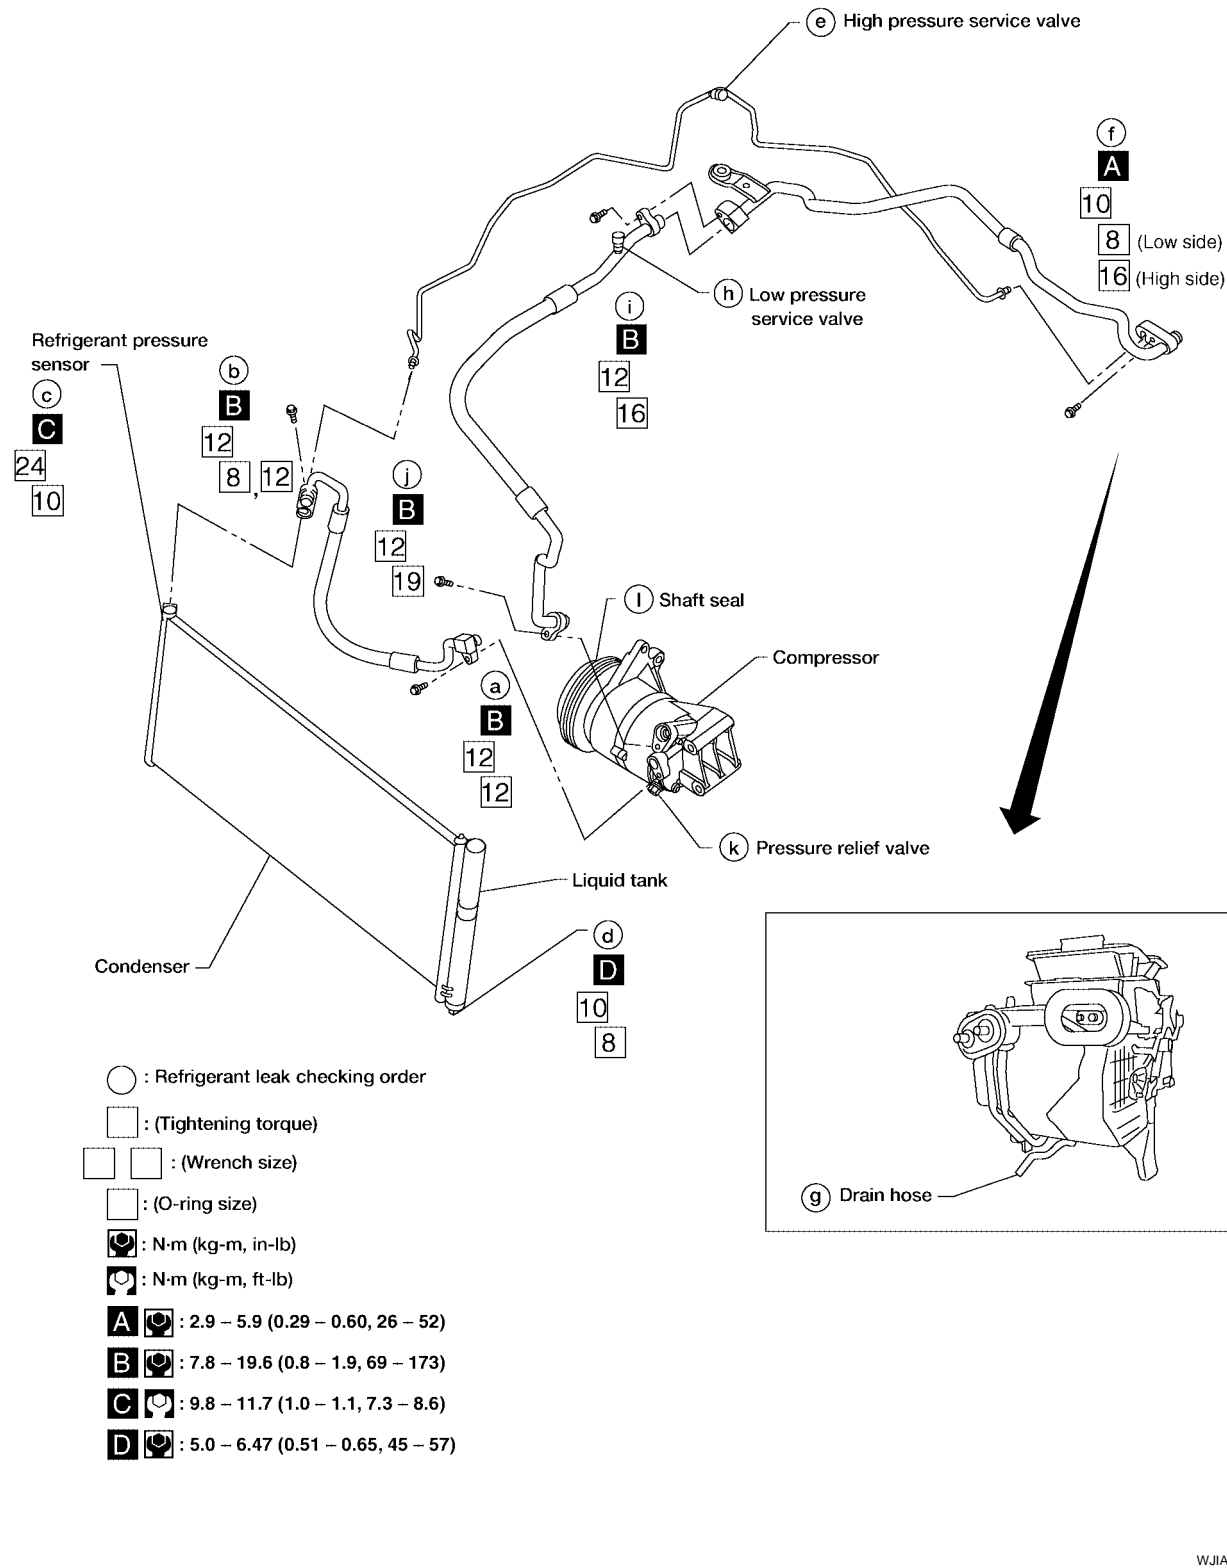 e High pressure service valve
f
A
10
8 (Low side)
16 (High side)
h Low pressure
service valve
i
B
12
16
Refrigerant pressure
sensor
c
C
24
10
b
B
12
8 , 12
j
B
12
19
l Shaft seal
Compressor
a
B
12
12
k Pressure relief valve
Liquid tank
Condenser
d
D
10
8
g Drain hose
: Refrigerant leak checking order
: (Tightening torque)
: (Wrench size)
: (O-ring size)
: N·m (kg-m, in-lb)
: N·m (kg-m, ft-lb)
A : 2.9 – 5.9 (0.29 – 0.60, 26 – 52)
B : 7.8 – 19.6 (0.8 – 1.9, 69 – 173)
C : 9.8 – 11.7 (1.0 – 1.1, 7.3 – 8.6)
D : 5.0 – 6.47 (0.51 – 0.65, 45 – 57)
WJIA